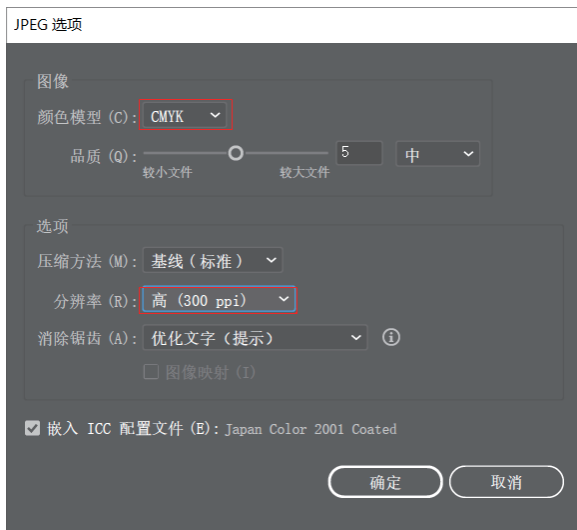 JPEG 选项
图像
颜色模型 (C): CMYK
品质 (Q): 5 中
较小文件 较大文件
选项
压缩方法 (M): 基线（标准）
分辨率 (R): 高 (300 ppi)
消除锯齿 (A): 优化文字（提示）
图像映射 (I)
嵌入 ICC 配置文件 (E): Japan Color 2001 Coated
确定 取消